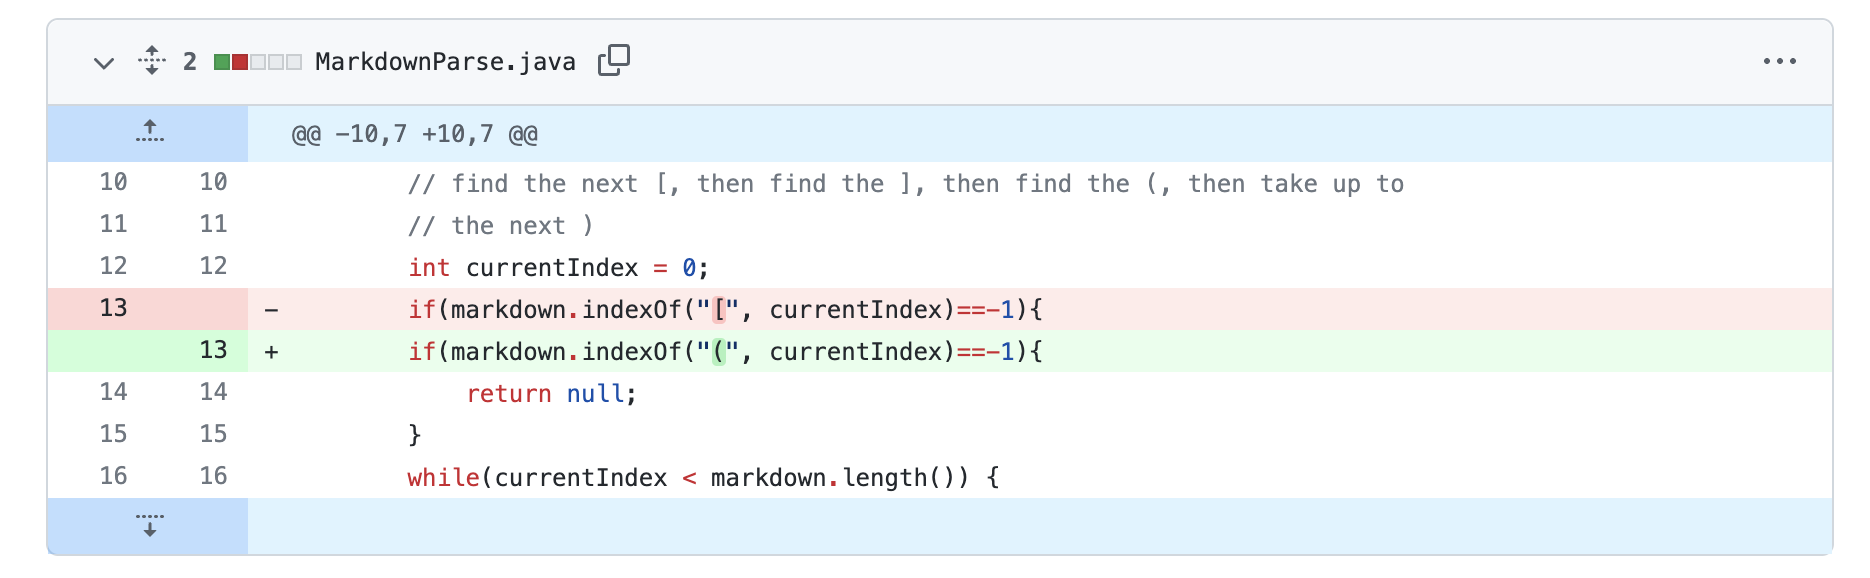 2 MarkdownParse.java
@@ -10,7 +10,7 @@
10 10 // find the next [, then find the ], then find the (, then take up to
11 11 // the next )
12 12 int currentIndex = 0;
13 - if(markdown.indexOf("[", currentIndex)==-1){
13 + if(markdown.indexOf("(", currentIndex)==-1){
14 14 return null;
15 15 }
16 16 while(currentIndex < markdown.length()) {